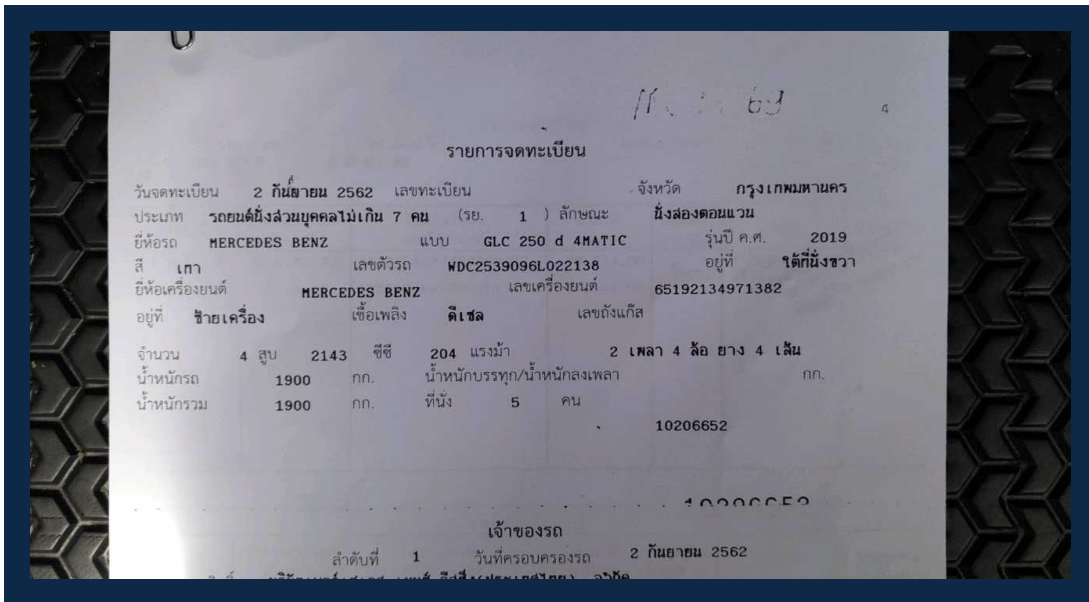 69
4
รายการจดทะเบียน
วันจดทะเบียน 2 กันยายน 2562 เลขทะเบียน จังหวัด กรุงเทพมหานคร
ประเภท รถยนต์นั่งส่วนบุคคลไม่เกิน 7 คน (รย. 1 ) ลักษณะ นั่งสองตอนแวน
ยี่ห้อรถ MERCEDES BENZ แบบ GLC 250 d 4MATIC รุ่นปี ค.ศ. 2019
สี เทา เลขตัวรถ WDC2539096L022138 อยู่ที่ ใต้ที่นั่งขวา
ยี่ห้อเครื่องยนต์ MERCEDES BENZ เลขเครื่องยนต์ 65192134971382
อยู่ที่ ซ้ายเครื่อง เชื้อเพลิง ดีเซล เลขถังแก๊ส
จำนวน 4 สูบ 2143 ซีซี 204 แรงม้า 2 เพลา 4 ล้อ ยาง 4 เส้น
น้ำหนักรถ 1900 กก. น้ำหนักบรรทุก/น้ำหนักลงเพลา กก.
น้ำหนักรวม 1900 กก. ที่นั่ง 5 คน
10206652
10206652
เจ้าของรถ
ลำดับที่ 1 วันที่ครอบครองรถ 2 กันยายน 2562